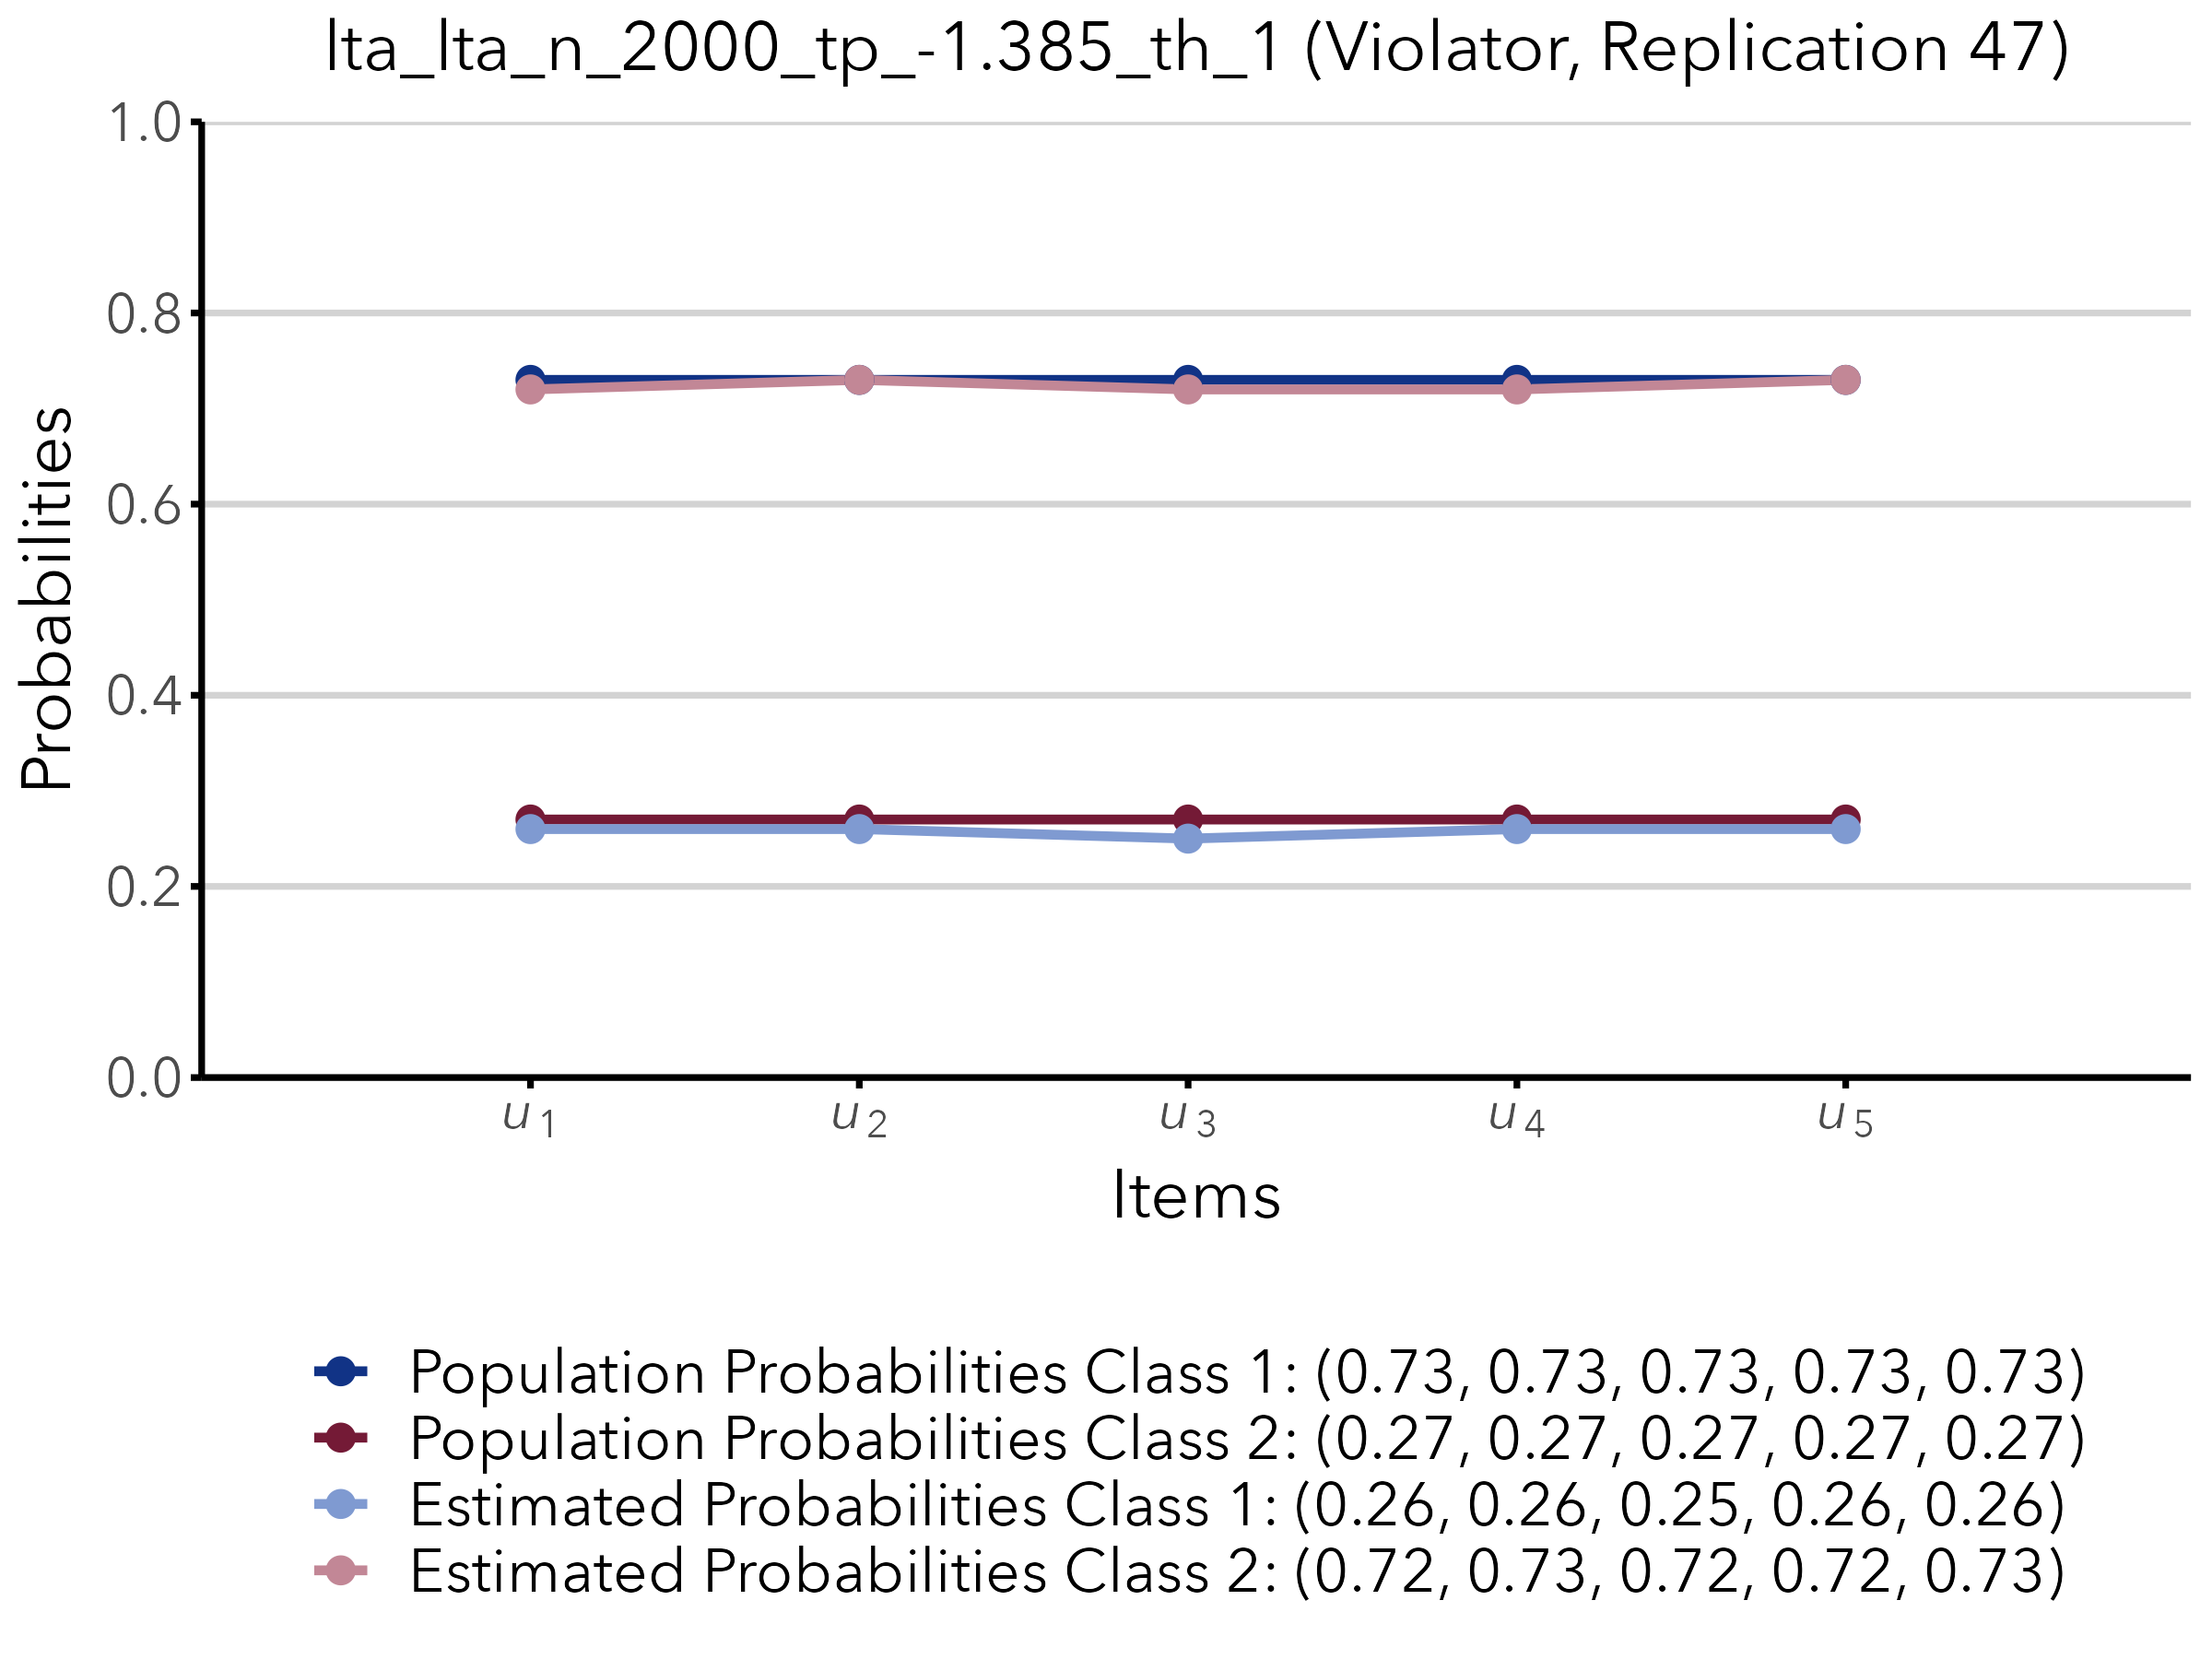 lta_lta_n_2000_tp_-1.385_th_1 (Violator, Replication 47)
1.0
0.8
0.6
0.4
0.2
0.0
Probabilities
u1 u2 u3 u4 u5
Items
Population Probabilities Class 1: (0.73, 0.73, 0.73, 0.73, 0.73)
Population Probabilities Class 2: (0.27, 0.27, 0.27, 0.27, 0.27)
Estimated Probabilities Class 1: (0.26, 0.26, 0.25, 0.26, 0.26)
Estimated Probabilities Class 2: (0.72, 0.73, 0.72, 0.72, 0.73)